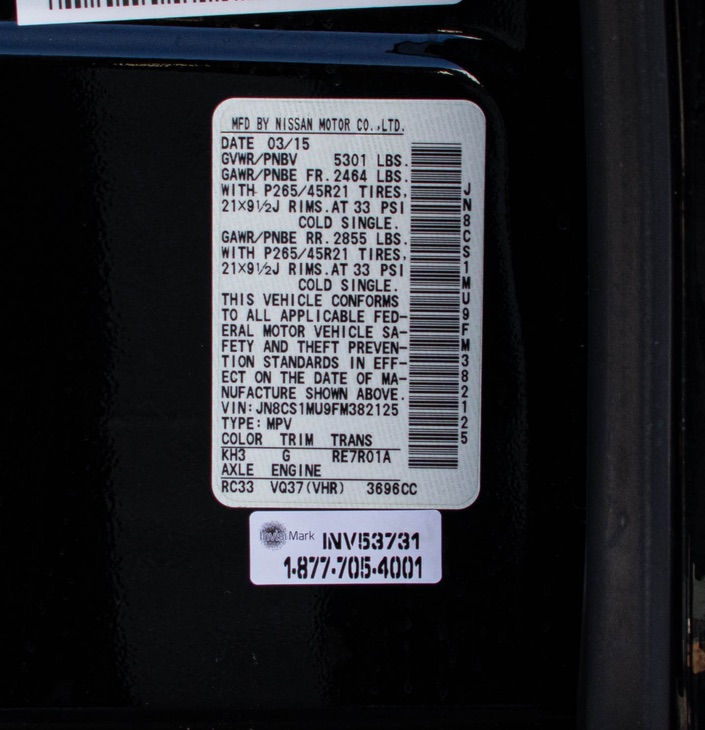 MFD BY NISSAN MOTOR CO.,LTD.
DATE 03/15
GVWR/PNBV 5301 LBS.
GAWR/PNBE FR. 2464 LBS.
WITH P265/45R21 TIRES,
21×9½J RIMS. AT 33 PSI
COLD SINGLE.
GAWR/PNBE RR. 2855 LBS.
WITH P265/45R21 TIRES,
21×9½J RIMS. AT 33 PSI
COLD SINGLE.
THIS VEHICLE CONFORMS
TO ALL APPLICABLE FED-
ERAL MOTOR VEHICLE SA-
FETY AND THEFT PREVEN-
TION STANDARDS IN EFF-
ECT ON THE DATE OF MA-
NUFACTURE SHOWN ABOVE.
VIN:JN8CS1MU9FM382125
TYPE:MPV
COLOR TRIM TRANS
KH3 G RE7R01A
AXLE ENGINE
RC33 VQ37(VHR) 3696CC
JN8CS1MU9FM382125
Mark INV53731
1-877-705-4001